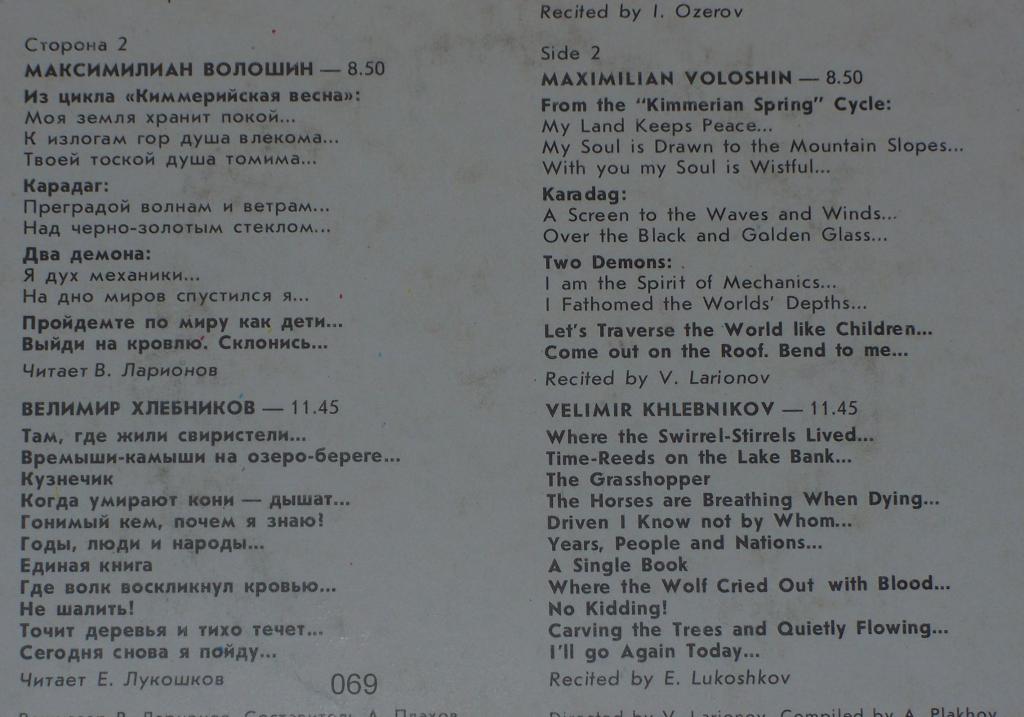 Сторона 2
МАКСИМИЛИАН ВОЛОШИН — 8.50
Из цикла «Киммерийская весна»:
Моя земля хранит покой...
К излогам гор душа влекома...
Твоей тоской душа томима...
Карадаг:
Преградой волнам и ветрам...
Над черно-золотым стеклом...
Два демона:
Я дух механики...
На дно миров спустился я...
Пройдемте по миру как дети...
Выйди на кровлю. Склонись...
Читает В. Ларионов
ВЕЛИМИР ХЛЕБНИКОВ — 11.45
Там, где жили свиристели...
Времыши-камыши на озеро-береге...
Кузнечик
Когда умирают кони — дышат...
Гонимый кем, почем я знаю!
Годы, люди и народы...
Единая книга
Где волк воскликнул кровью...
Не шалить!
Точит деревья и тихо течет...
Сегодня снова я пойду...
Читает Е. Лукошков
069
Режиссер В. Ларионов. Составитель А. Плахов
Recited by I. Ozerov
Side 2
MAXIMILIAN VOLOSHIN — 8.50
From the "Kimmerian Spring" Cycle:
My Land Keeps Peace...
My Soul is Drawn to the Mountain Slopes...
With you my Soul is Wistful...
Karadag:
A Screen to the Waves and Winds...
Over the Black and Golden Glass...
Two Demons:
I am the Spirit of Mechanics...
I Fathomed the Worlds' Depths...
Let's Traverse the World like Children...
Come out on the Roof. Bend to me...
Recited by V. Larionov
VELIMIR KHLEBNIKOV — 11.45
Where the Swirrel-Stirrels Lived...
Time-Reeds on the Lake Bank...
The Grasshopper
The Horses are Breathing When Dying...
Driven I Know not by Whom...
Years, People and Nations...
A Single Book
Where the Wolf Cried Out with Blood...
No Kidding!
Carving the Trees and Quietly Flowing...
I'll go Again Today...
Recited by E. Lukoshkov
Directed by V. Larionov. Compiled by A. Plakhov